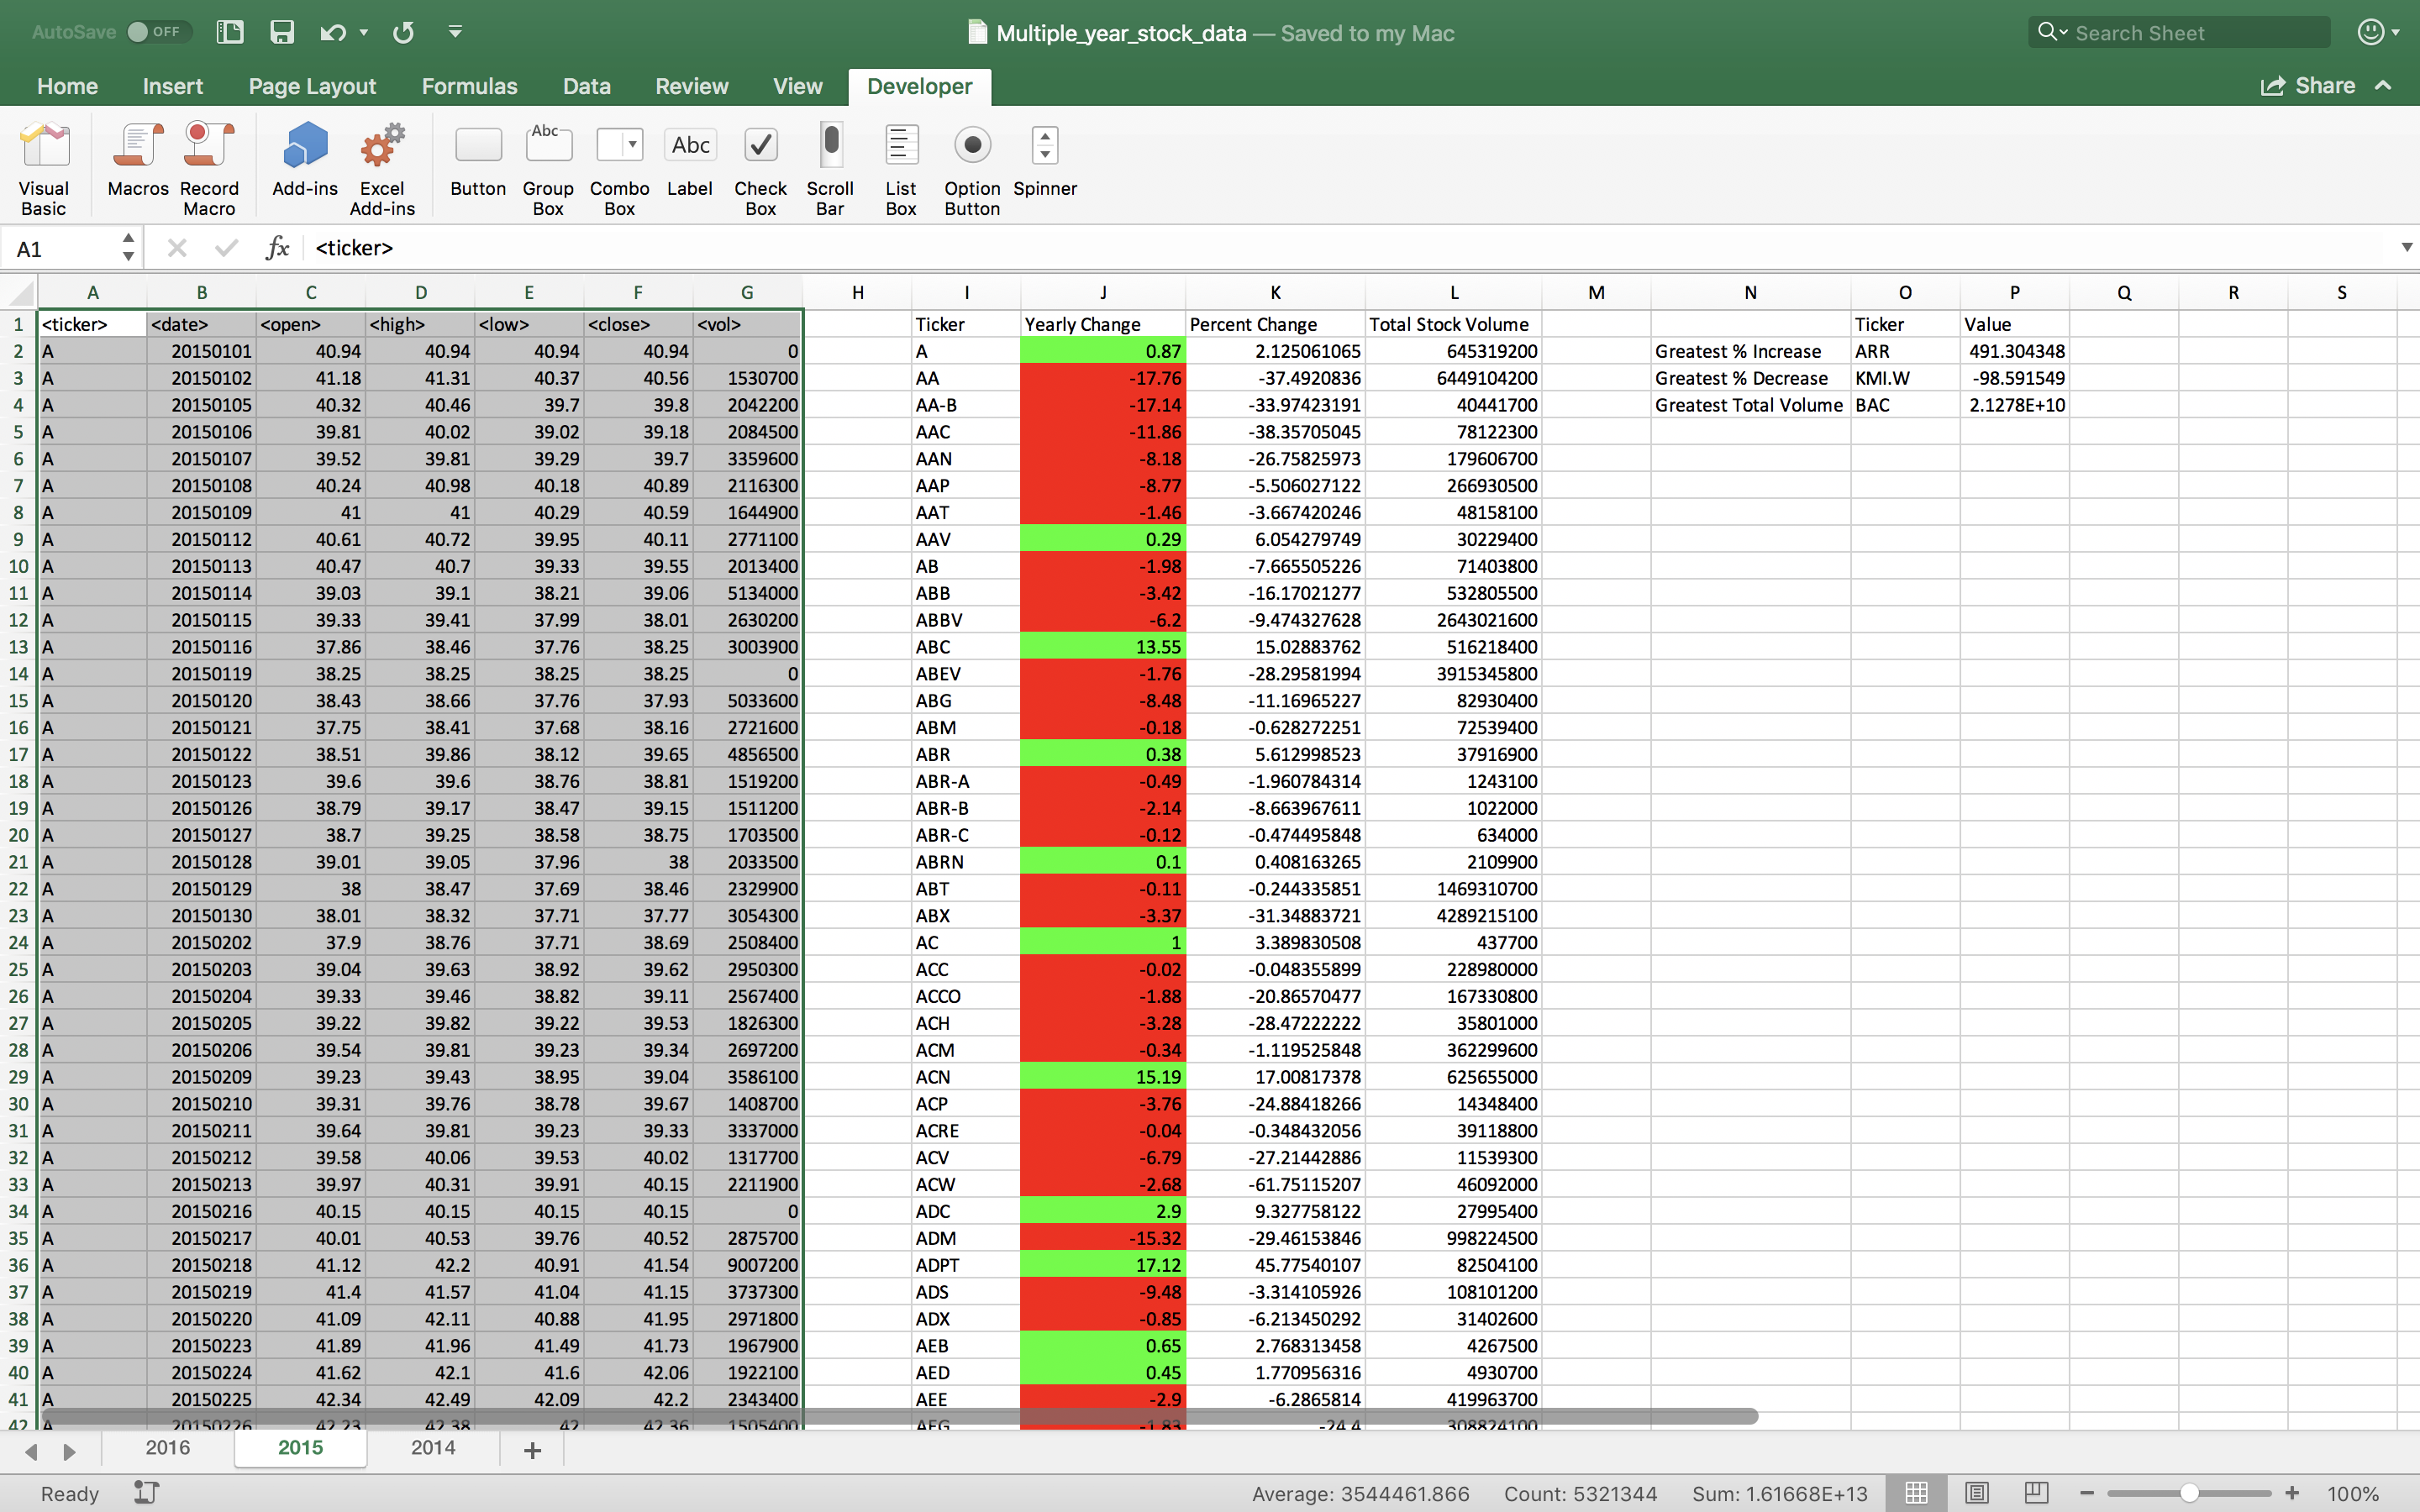 AutoSave OFF Multiple_year_stock_data — Saved to my Mac Search Sheet
Home Insert Page Layout Formulas Data Review View Developer Share
Visual Basic Macros Record Macro Add-ins Excel Add-ins Button Abc Group Box Combo Box Abc Label Check Box Scroll Bar List Box Option Button Spinner
A1 fx <ticker>
A B C D E F G H I J K L M N O P Q R S
1 <ticker> <date> <open> <high> <low> <close> <vol> Ticker Yearly Change Percent Change Total Stock Volume Ticker Value
2 A 20150101 40.94 40.94 40.94 40.94 0 A 0.87 2.125061065 645319200 Greatest % Increase ARR 491.304348
3 A 20150102 41.18 41.31 40.37 40.56 1530700 AA -17.76 -37.4920836 6449104200 Greatest % Decrease KMI.W -98.591549
4 A 20150105 40.32 40.46 39.7 39.8 2042200 AA-B -17.14 -33.97423191 40441700 Greatest Total Volume BAC 2.1278E+10
5 A 20150106 39.81 40.02 39.02 39.18 2084500 AAC -11.86 -38.35705045 78122300
6 A 20150107 39.52 39.81 39.29 39.7 3359600 AAN -8.18 -26.75825973 179606700
7 A 20150108 40.24 40.98 40.18 40.89 2116300 AAP -8.77 -5.506027122 266930500
8 A 20150109 41 41 40.29 40.59 1644900 AAT -1.46 -3.667420246 48158100
9 A 20150112 40.61 40.72 39.95 40.11 2771100 AAV 0.29 6.054279749 30229400
10 A 20150113 40.47 40.7 39.33 39.55 2013400 AB -1.98 -7.665505226 71403800
11 A 20150114 39.03 39.1 38.21 39.06 5134000 ABB -3.42 -16.17021277 532805500
12 A 20150115 39.33 39.41 37.99 38.01 2630200 ABBV -6.2 -9.474327628 2643021600
13 A 20150116 37.86 38.46 37.76 38.25 3003900 ABC 13.55 15.02883762 516218400
14 A 20150119 38.25 38.25 38.25 38.25 0 ABEV -1.76 -28.29581994 3915345800
15 A 20150120 38.43 38.66 37.76 37.93 5033600 ABG -8.48 -11.16965227 82930400
16 A 20150121 37.75 38.41 37.68 38.16 2721600 ABM -0.18 -0.628272251 72539400
17 A 20150122 38.51 39.86 38.12 39.65 4856500 ABR 0.38 5.612998523 37916900
18 A 20150123 39.6 39.6 38.76 38.81 1519200 ABR-A -0.49 -1.960784314 1243100
19 A 20150126 38.79 39.17 38.47 39.15 1511200 ABR-B -2.14 -8.663967611 1022000
20 A 20150127 38.7 39.25 38.58 38.75 1703500 ABR-C -0.12 -0.474495848 634000
21 A 20150128 39.01 39.05 37.96 38 2033500 ABRN 0.1 0.408163265 2109900
22 A 20150129 38 38.47 37.69 38.46 2329900 ABT -0.11 -0.244335851 1469310700
23 A 20150130 38.01 38.32 37.71 37.77 3054300 ABX -3.37 -31.34883721 4289215100
24 A 20150202 37.9 38.76 37.71 38.69 2508400 AC 1 3.389830508 437700
25 A 20150203 39.04 39.63 38.92 39.62 2950300 ACC -0.02 -0.048355899 228980000
26 A 20150204 39.33 39.46 38.82 39.11 2567400 ACCO -1.88 -20.86570477 167330800
27 A 20150205 39.22 39.82 39.22 39.53 1826300 ACH -3.28 -28.47222222 35801000
28 A 20150206 39.54 39.81 39.23 39.34 2697200 ACM -0.34 -1.119525848 362299600
29 A 20150209 39.23 39.43 38.95 39.04 3586100 ACN 15.19 17.00817378 625655000
30 A 20150210 39.31 39.76 38.78 39.67 1408700 ACP -3.76 -24.88418266 14348400
31 A 20150211 39.64 39.81 39.23 39.33 3337000 ACRE -0.04 -0.348432056 39118800
32 A 20150212 39.58 40.06 39.53 40.02 1317700 ACV -6.79 -27.21442886 11539300
33 A 20150213 39.97 40.31 39.91 40.15 2211900 ACW -2.68 -61.75115207 46092000
34 A 20150216 40.15 40.15 40.15 40.15 0 ADC 2.9 9.327758122 27995400
35 A 20150217 40.01 40.53 39.76 40.52 2875700 ADM -15.32 -29.46153846 998224500
36 A 20150218 41.12 42.2 40.91 41.54 9007200 ADPT 17.12 45.77540107 82504100
37 A 20150219 41.4 41.57 41.04 41.15 3737300 ADS -9.48 -3.314105926 108101200
38 A 20150220 41.09 42.11 40.88 41.95 2971800 ADX -0.85 -6.213450292 31402600
39 A 20150223 41.89 41.96 41.49 41.73 1967900 AEB 0.65 2.768313458 4267500
40 A 20150224 41.62 42.1 41.6 42.06 1922100 AED 0.45 1.770956316 4930700
41 A 20150225 42.34 42.49 42.09 42.2 2343400 AEE -2.9 -6.2865814 419963700
42 A 20150226 42.23 42.38 42 42.36 1505400 AEG -1.83 -24.4 308824100
2016 2015 2014 +
Ready Average: 3544461.866 Count: 5321344 Sum: 1.61668E+13 100%